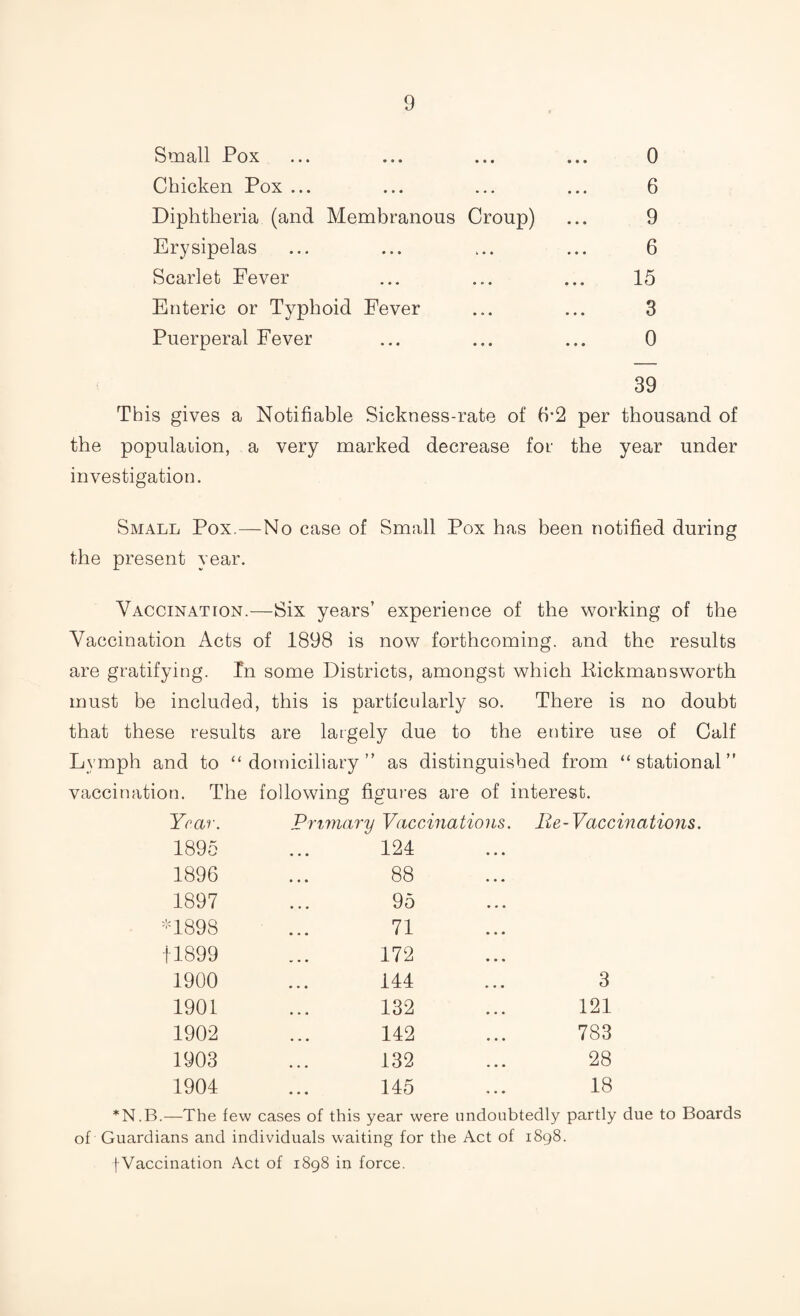 9
Small Pox ... ... ... ... 0
Chicken Pox ... ... ... ... 6
Diphtheria (and Membranous Croup) ... 9
Erysipelas ... ... ... ... 6
Scarlet Fever ... ... ... 15
Enteric or Typhoid Fever ... ... 3
Puerperal Fever ... ... ... 0
39
This gives a Notifiable Sickness-rate of 6·2 per thousand of
the population, a very marked decrease for the year under
investigation.
Small Pox.—No case of Small Pox has been notified during
the present year.
Vaccination.—Six years' experience of the working of the
Vaccination Acts of 1898 is now forthcoming. and the results
are gratifying. In some Districts, amongst which Rickmansworth
must be included, this is particularly so. There is no doubt
that these results are largely due to the entire use of Calf
Lymph and to “domiciliary” as distinguished from “stational”
vaccination. The following figures are of interest.
Year. Primary Vaccinations. Re-Vaccinations.
1895 ... 124 ...
1896 ... 88 ...
1897 ... 95 ...
*1898 ... 71 ...
†1899 ... 172 ...
1900 ... 144 ... 3
1901 ... 132 ... 121
1902 ... 142 ... 783
1903 ... 132 ... 28
1904 ... 145 ... 18
*N.B.—The few cases of this year were undoubtedly partly due to Boards
of Guardians and individuals waiting for the Act of 1898.
†Vaccination Act of 1898 in force.